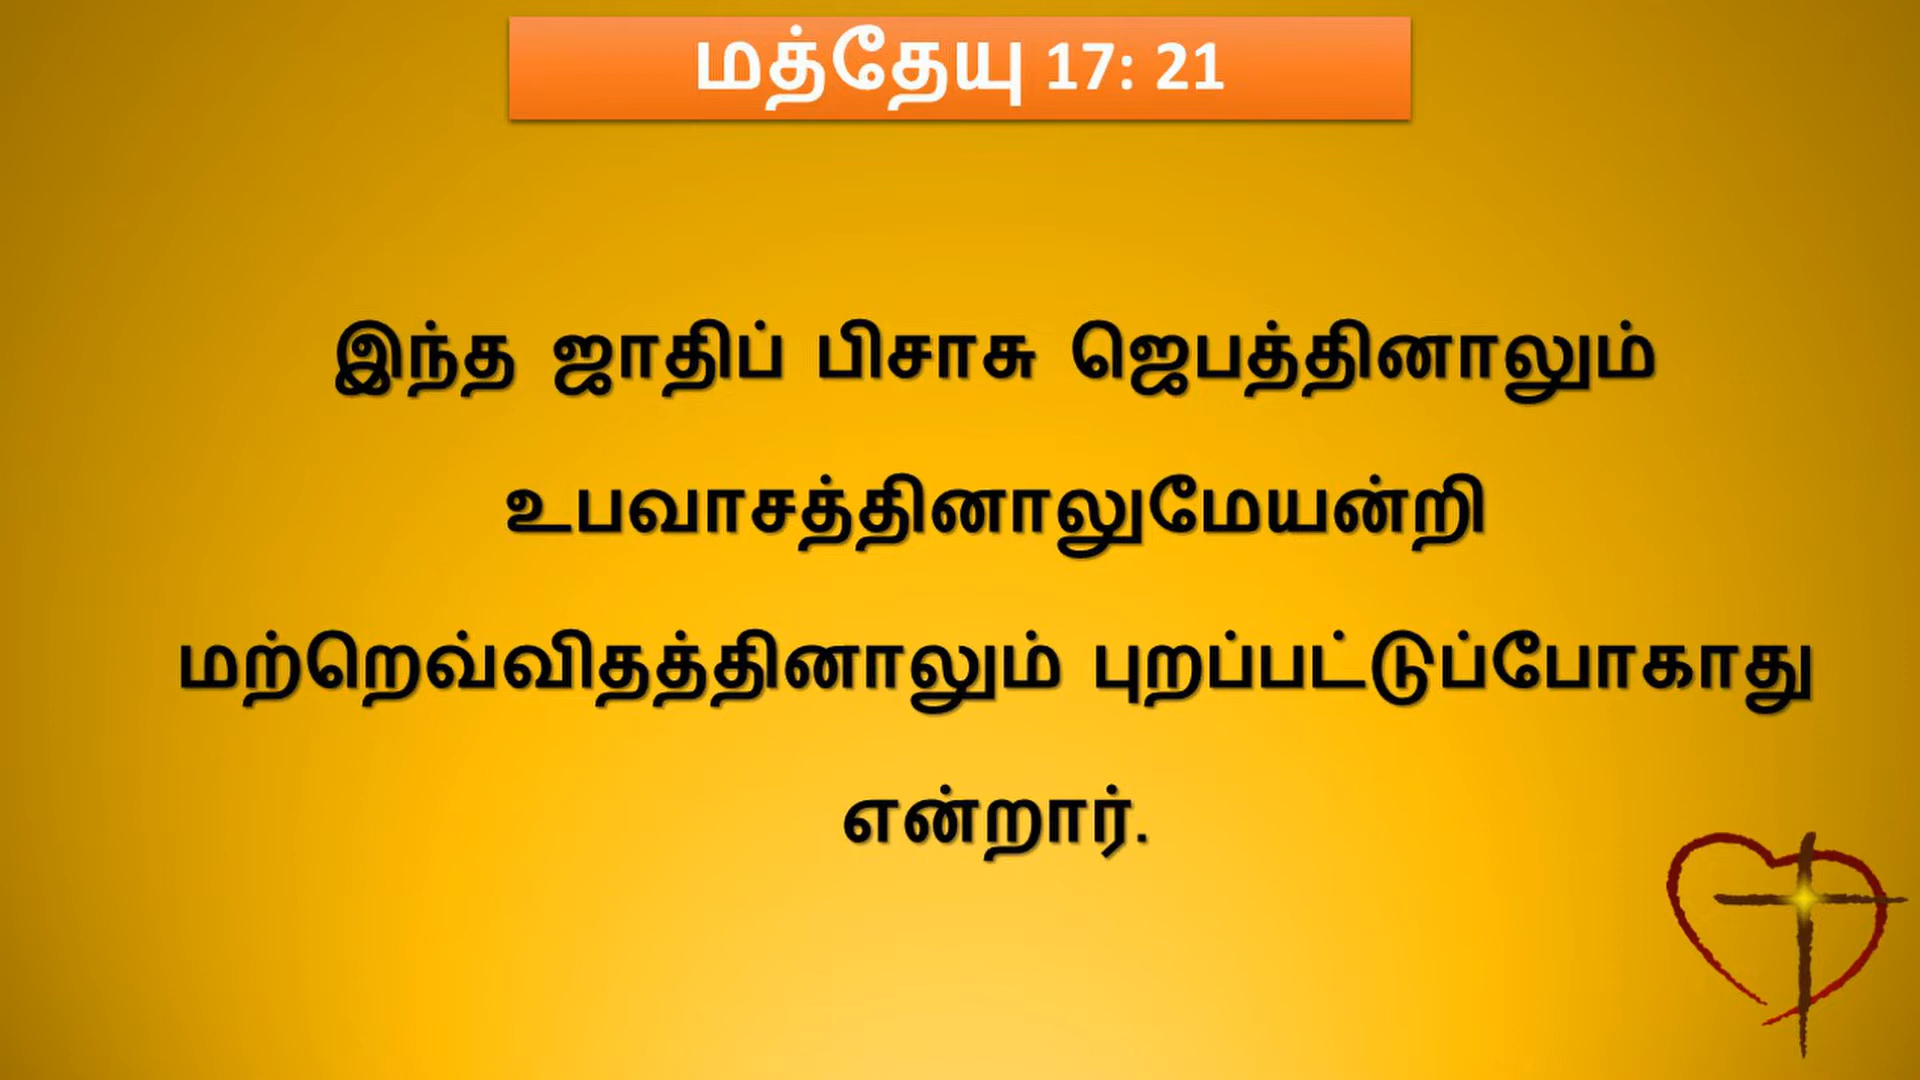 மத்தேயு 17: 21
இந்த ஜாதிப் பிசாசு ஜெபத்தினாலும்
உபவாசத்தினாலுமேயன்றி
மற்றெவ்விதத்தினாலும் புறப்பட்டுப்போகாது
என்றார்.